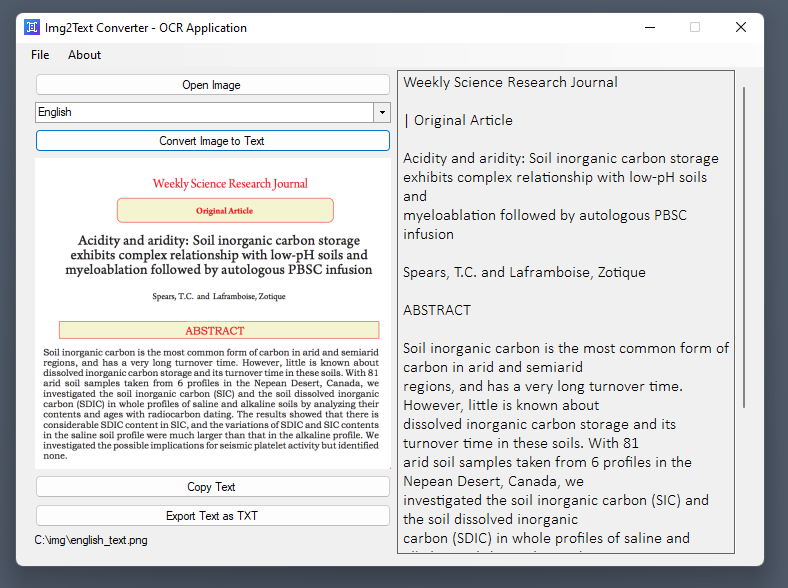 Img2Text Converter - OCR Application
File About
Open Image
English
Convert Image to Text
Weekly Science Research Journal
Original Article
Acidity and aridity: Soil inorganic carbon storage
exhibits complex relationship with low-pH soils and
myeloablation followed by autologous PBSC infusion
Spears, T.C. and Laframboise, Zotique
ABSTRACT
Soil inorganic carbon is the most common form of carbon in arid and semiarid
regions, and has a very long turnover time. However, little is known about
dissolved inorganic carbon storage and its turnover time in these soils. With 81
arid soil samples taken from 6 profiles in the Nepean Desert, Canada, we
investigated the soil inorganic carbon (SIC) and the soil dissolved inorganic
carbon (SDIC) in whole profiles of saline and alkaline soils by analyzing their
contents and ages with radiocarbon dating. The results showed that there is
considerable SDIC content in SIC, and the variations of SDIC and SIC contents
in the saline soil profile were much larger than that in the alkaline profile. We
investigated the possible implications for seismic platelet activity but identified
none.
Copy Text
Export Text as TXT
C:\img\english_text.png
Weekly Science Research Journal
| Original Article
Acidity and aridity: Soil inorganic carbon storage
exhibits complex relationship with low-pH soils
and
myeloablation followed by autologous PBSC
infusion
Spears, T.C. and Laframboise, Zotique
ABSTRACT
Soil inorganic carbon is the most common form of
carbon in arid and semiarid
regions, and has a very long turnover time.
However, little is known about
dissolved inorganic carbon storage and its
turnover time in these soils. With 81
arid soil samples taken from 6 profiles in the
Nepean Desert, Canada, we
investigated the soil inorganic carbon (SIC) and
the soil dissolved inorganic
carbon (SDIC) in whole profiles of saline and